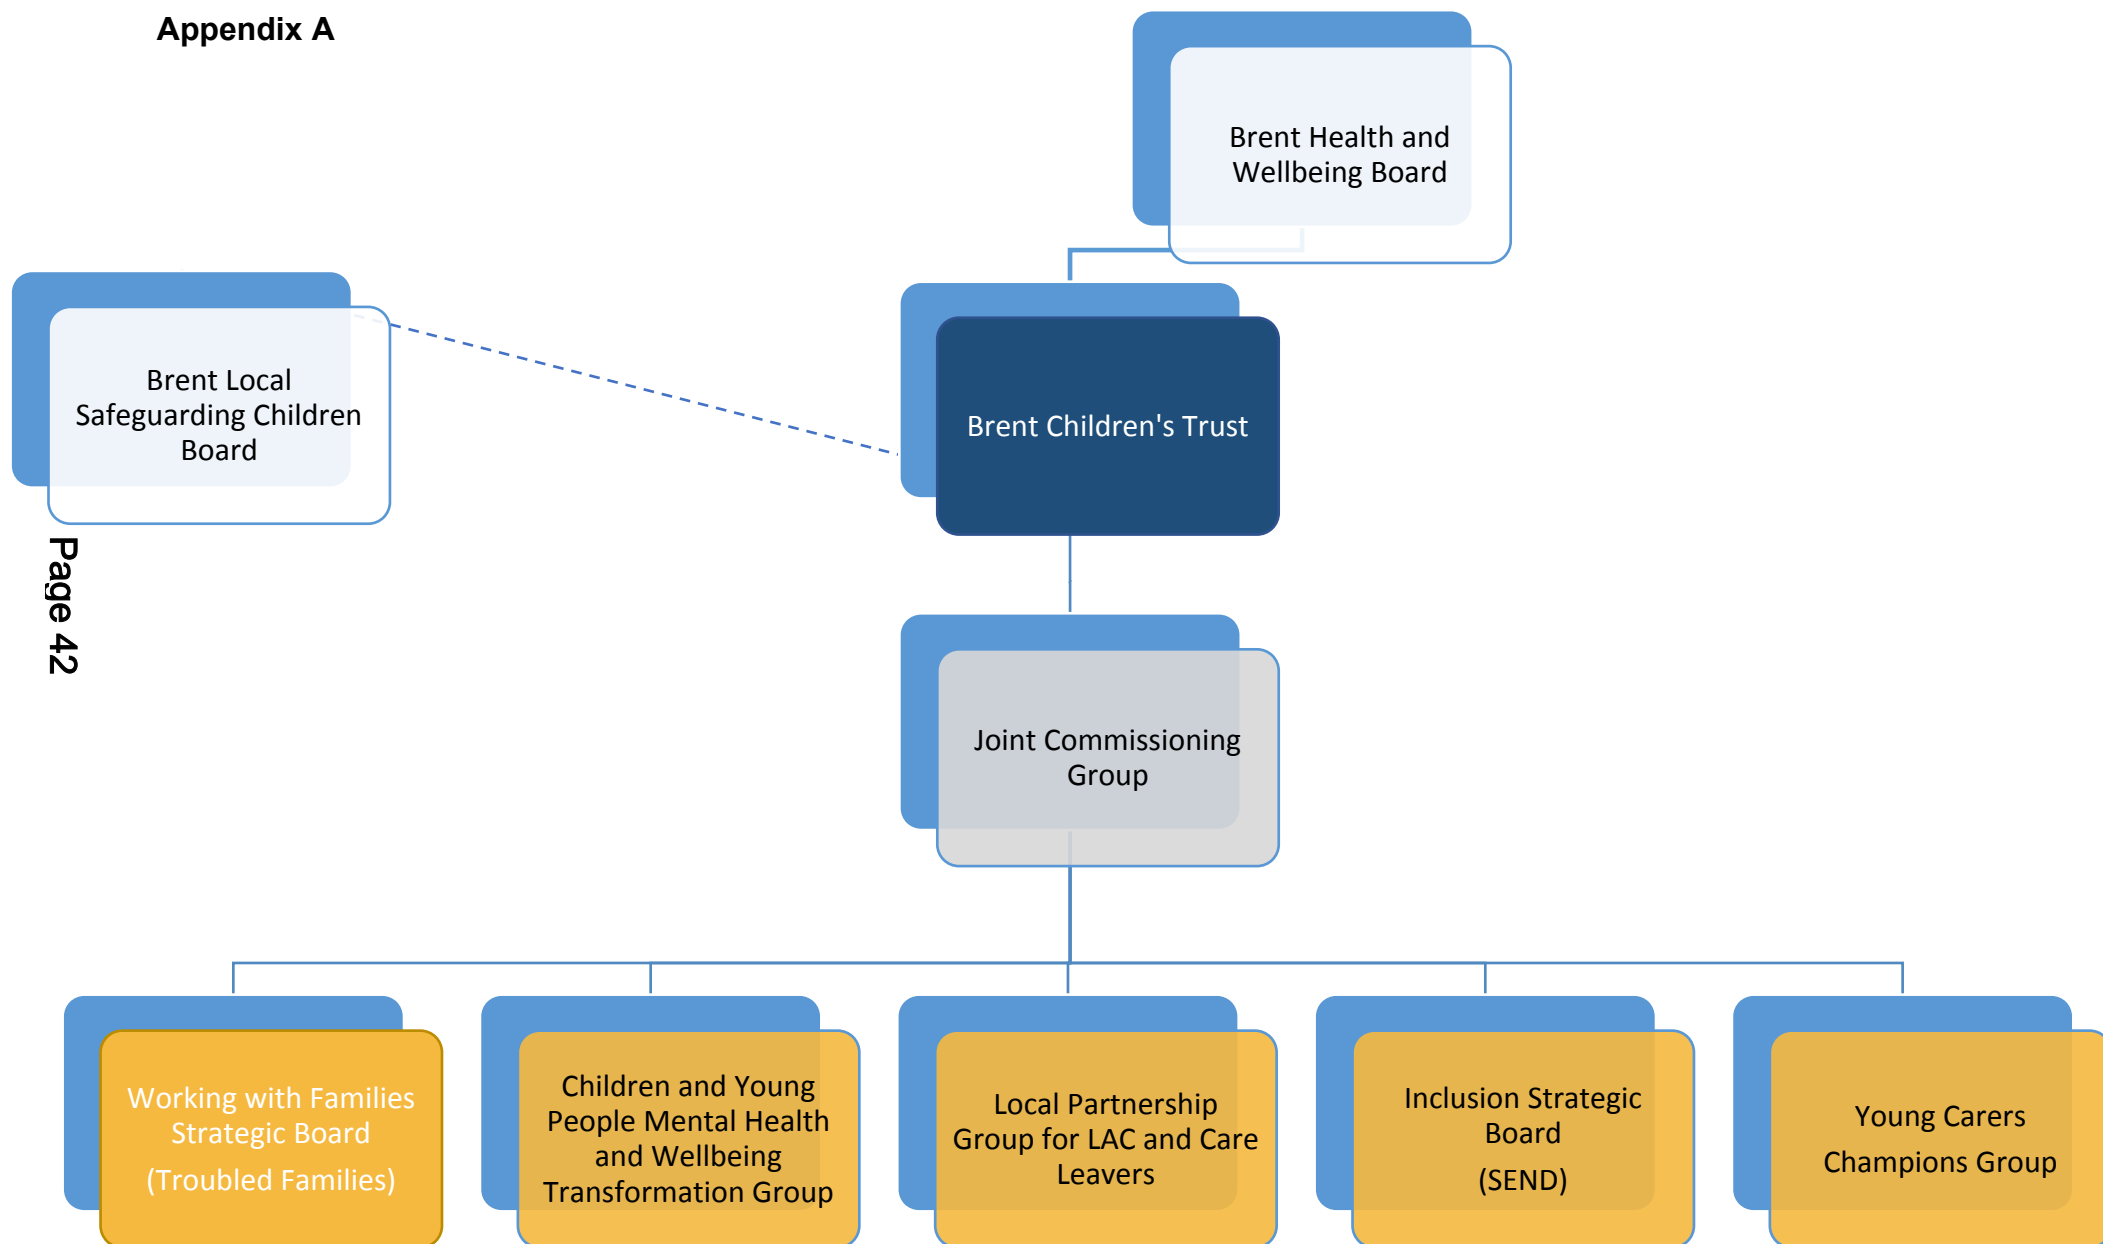 Appendix A
Brent Health and
Wellbeing Board
Brent Local
Safeguarding Children
Board
Brent Children's Trust
Page 42
Joint Commissioning
Group
Working with Families
Strategic Board
(Troubled Families)
Children and Young
People Mental Health
and Wellbeing
Transformation Group
Local Partnership
Group for LAC and Care
Leavers
Inclusion Strategic
Board
(SEND)
Young Carers
Champions Group